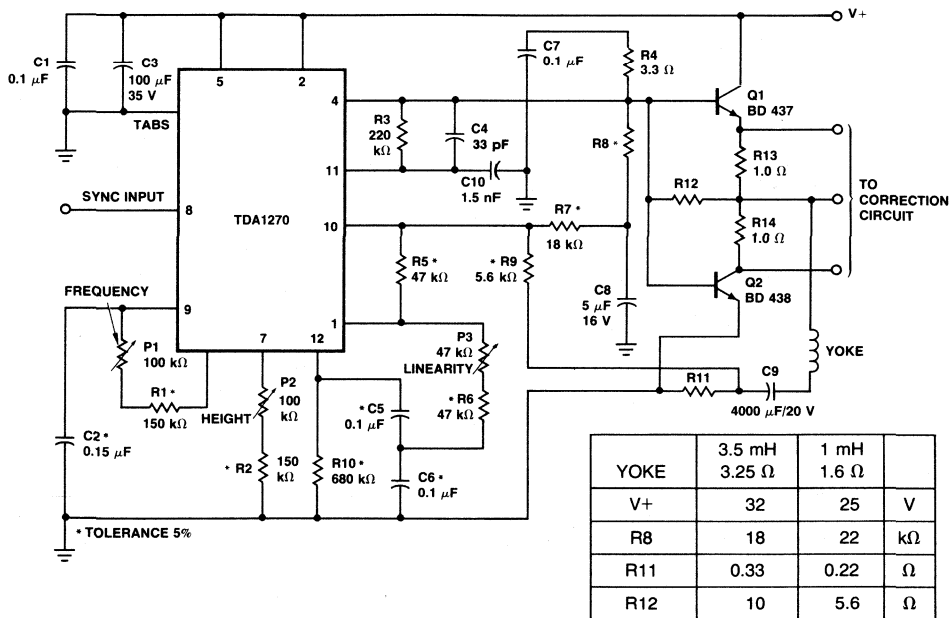 V+
C1
0.1 μF
C3
100 μF
35 V
5
2
C7
0.1 μF
R4
3.3 Ω
TABS
4
R3
220
kΩ
C4
33 pF
R8 *
Q1
BD 437
11
C10
1.5 nF
R13
1.0 Ω
R12
TO
CORRECTION
CIRCUIT
SYNC INPUT
8
TDA1270
10
R7 *
18 kΩ
R14
1.0 Ω
R5 *
47 kΩ
* R9
5.6 kΩ
Q2
BD 438
C8
5 μF
16 V
FREQUENCY
9
7
12
1
P1
100 kΩ
P3
47 kΩ
LINEARITY
YOKE
P2
100
kΩ
HEIGHT
R1 *
150 kΩ
* C5
0.1 μF
* R6
47 kΩ
R11
C9
4000 μF/20 V
C2 *
0.15 μF
* R2
150
kΩ
R10 *
680 kΩ
C6 *
0.1 μF
* TOLERANCE 5%
YOKE 3.5 mH 3.25 Ω 1 mH 1.6 Ω
V+ 32 25 V
R8 18 22 kΩ
R11 0.33 0.22 Ω
R12 10 5.6 Ω